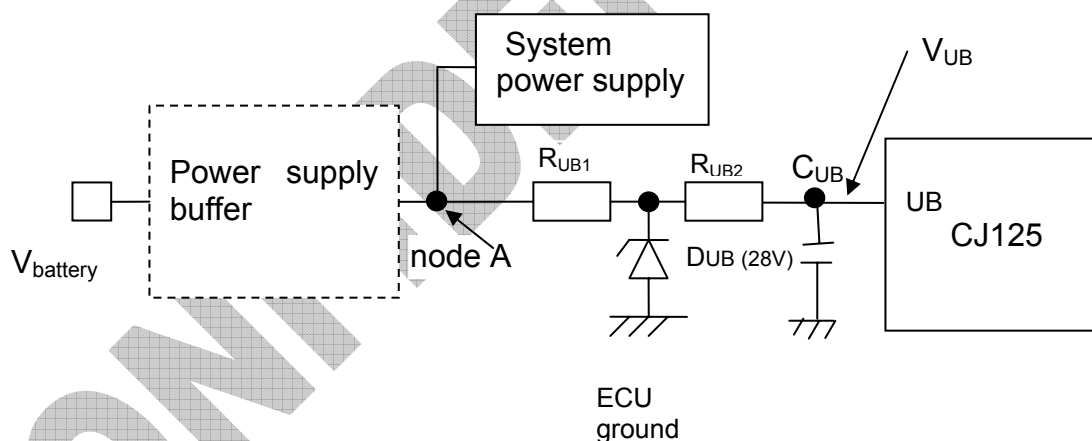 System
power supply
V_UB
Power supply
buffer
R_UB1
R_UB2
C_UB
UB
CJ125
V_battery
node A
D_UB (28V)
ECU
ground